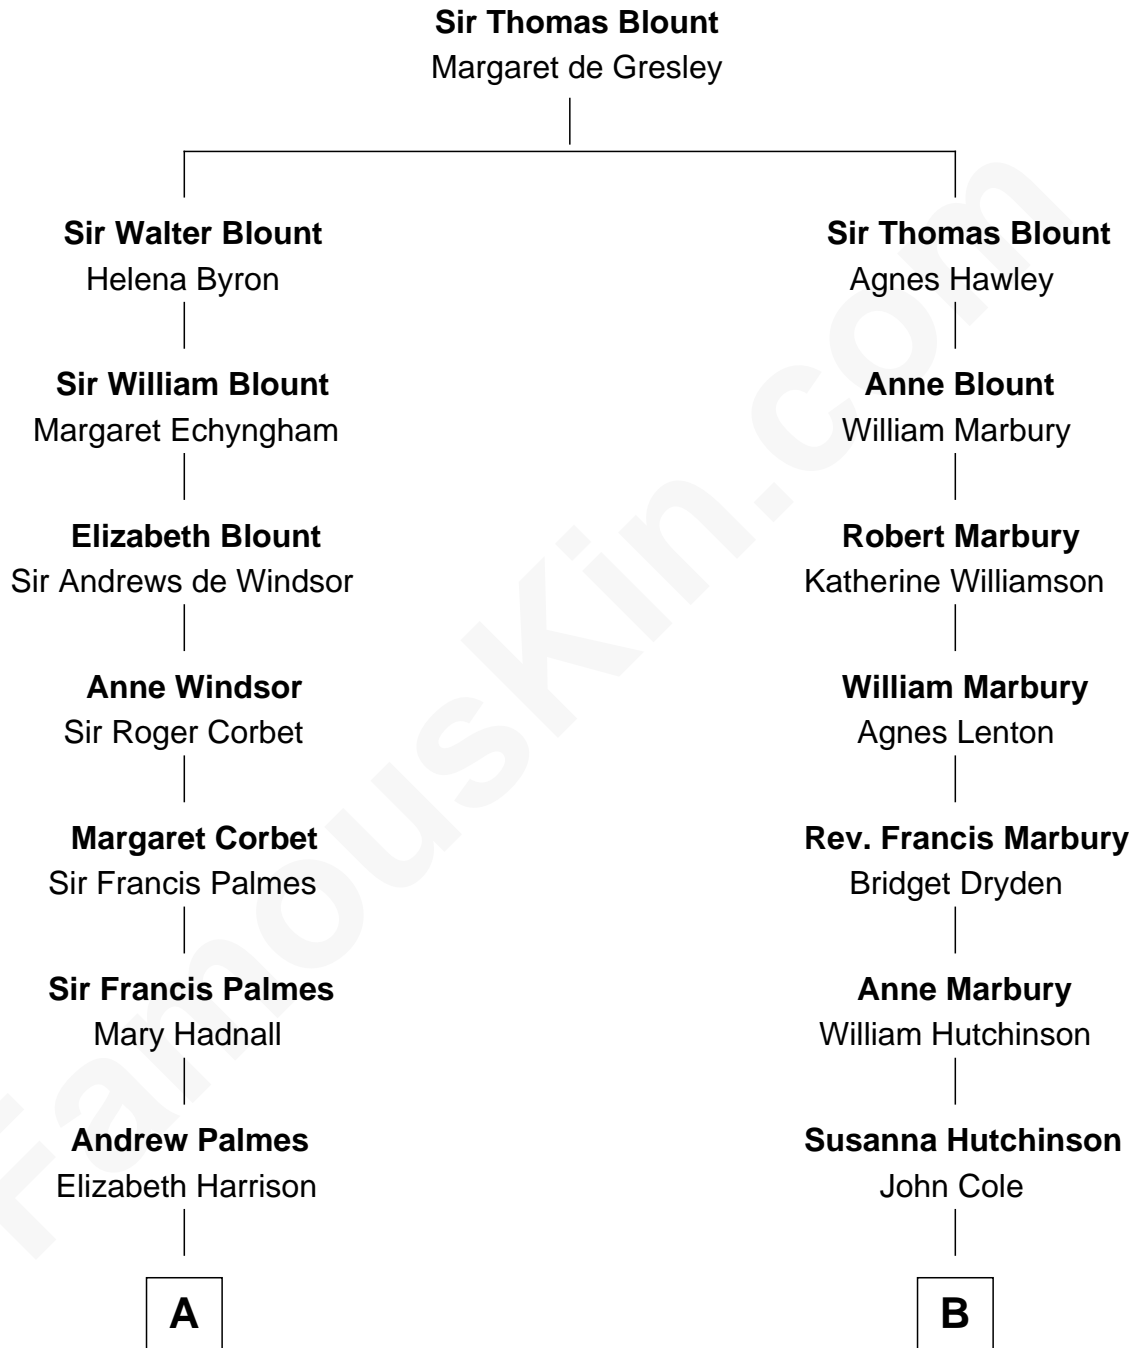 Sir Thomas Blount
Margaret de Gresley
Sir Walter Blount
Helena Byron
Sir Thomas Blount
Agnes Hawley
Sir William Blount
Margaret Echyngham
Anne Blount
William Marbury
Elizabeth Blount
Sir Andrews de Windsor
Robert Marbury
Katherine Williamson
Anne Windsor
Sir Roger Corbet
William Marbury
Agnes Lenton
Margaret Corbet
Sir Francis Palmes
Rev. Francis Marbury
Bridget Dryden
Sir Francis Palmes
Mary Hadnall
Anne Marbury
William Hutchinson
Andrew Palmes
Elizabeth Harrison
Susanna Hutchinson
John Cole
A
B
FamousKin.com